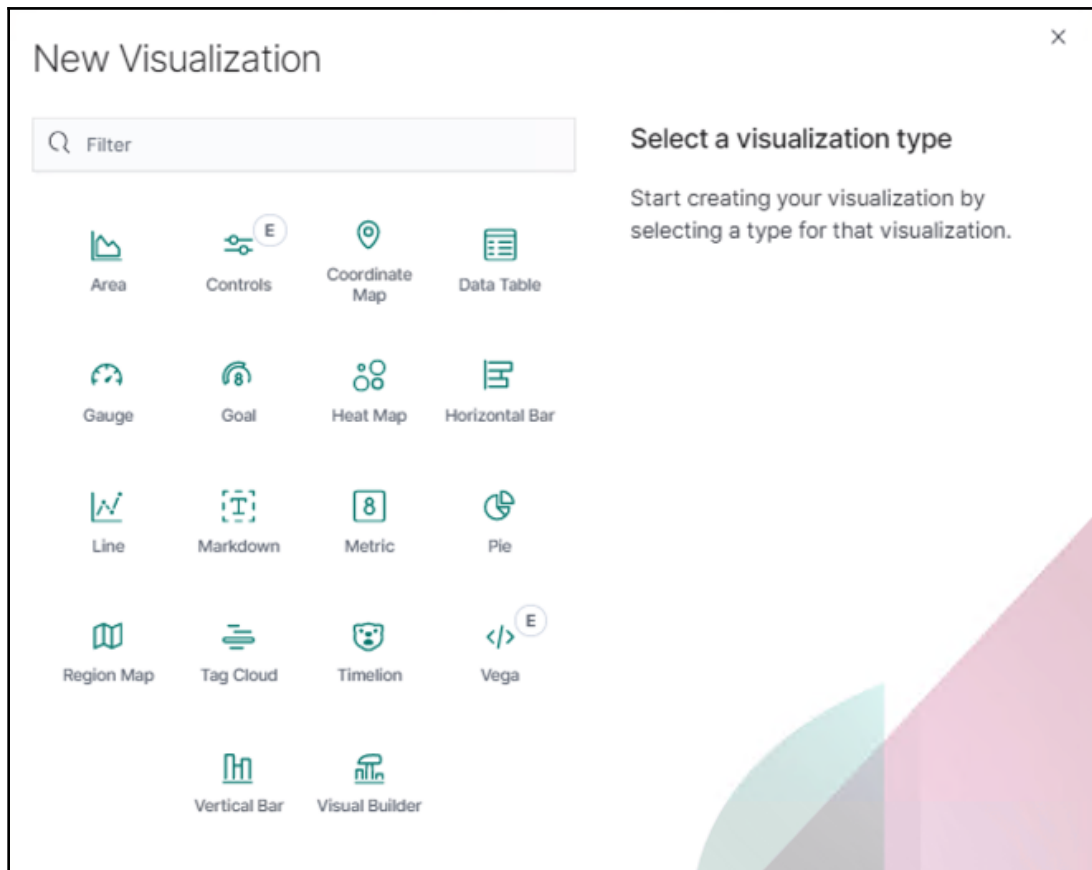 New Visualization
Filter
Select a visualization type
Start creating your visualization by
selecting a type for that visualization.
E
Area
Controls
Coordinate
Map
Data Table
8
Gauge
Goal
Heat Map
Horizontal Bar
T
8
Line
Markdown
Metric
Pie
E
</>
Region Map
Tag Cloud
Timelion
Vega
Vertical Bar
Visual Builder